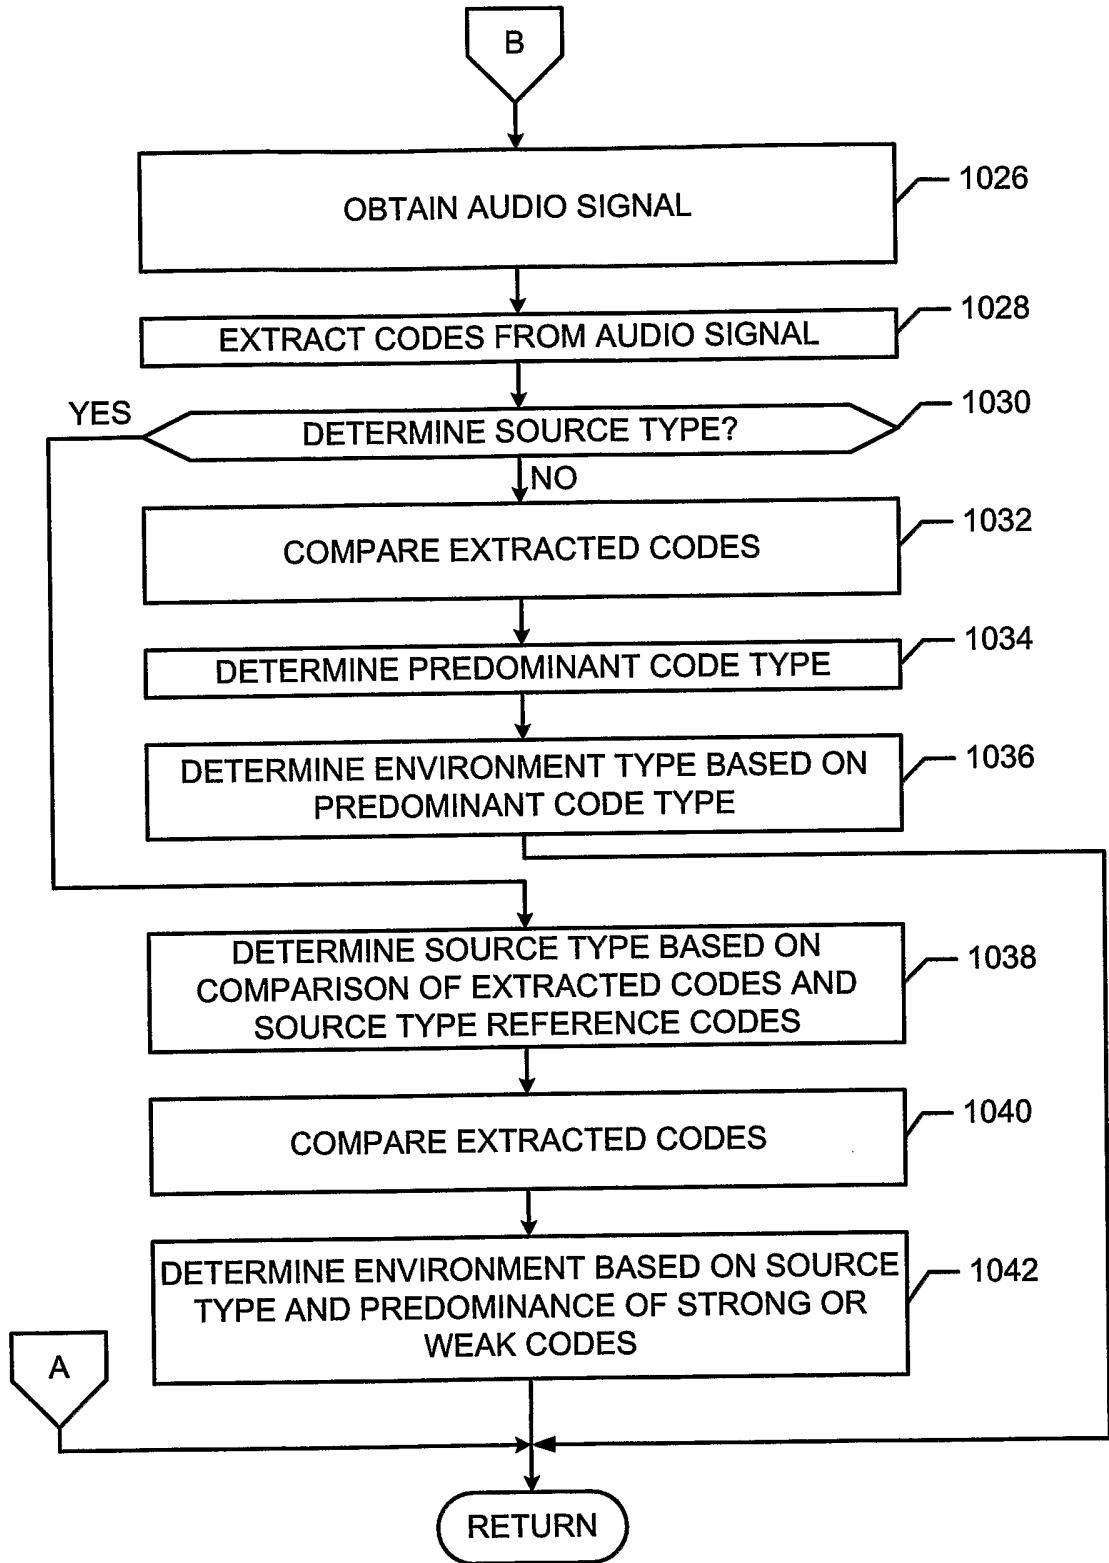 B
OBTAIN AUDIO SIGNAL
1026
EXTRACT CODES FROM AUDIO SIGNAL
1028
YES
DETERMINE SOURCE TYPE?
1030
NO
COMPARE EXTRACTED CODES
1032
DETERMINE PREDOMINANT CODE TYPE
1034
DETERMINE ENVIRONMENT TYPE BASED ON
PREDOMINANT CODE TYPE
1036
DETERMINE SOURCE TYPE BASED ON
COMPARISON OF EXTRACTED CODES AND
SOURCE TYPE REFERENCE CODES
1038
COMPARE EXTRACTED CODES
1040
DETERMINE ENVIRONMENT BASED ON SOURCE
TYPE AND PREDOMINANCE OF STRONG OR
WEAK CODES
1042
A
RETURN